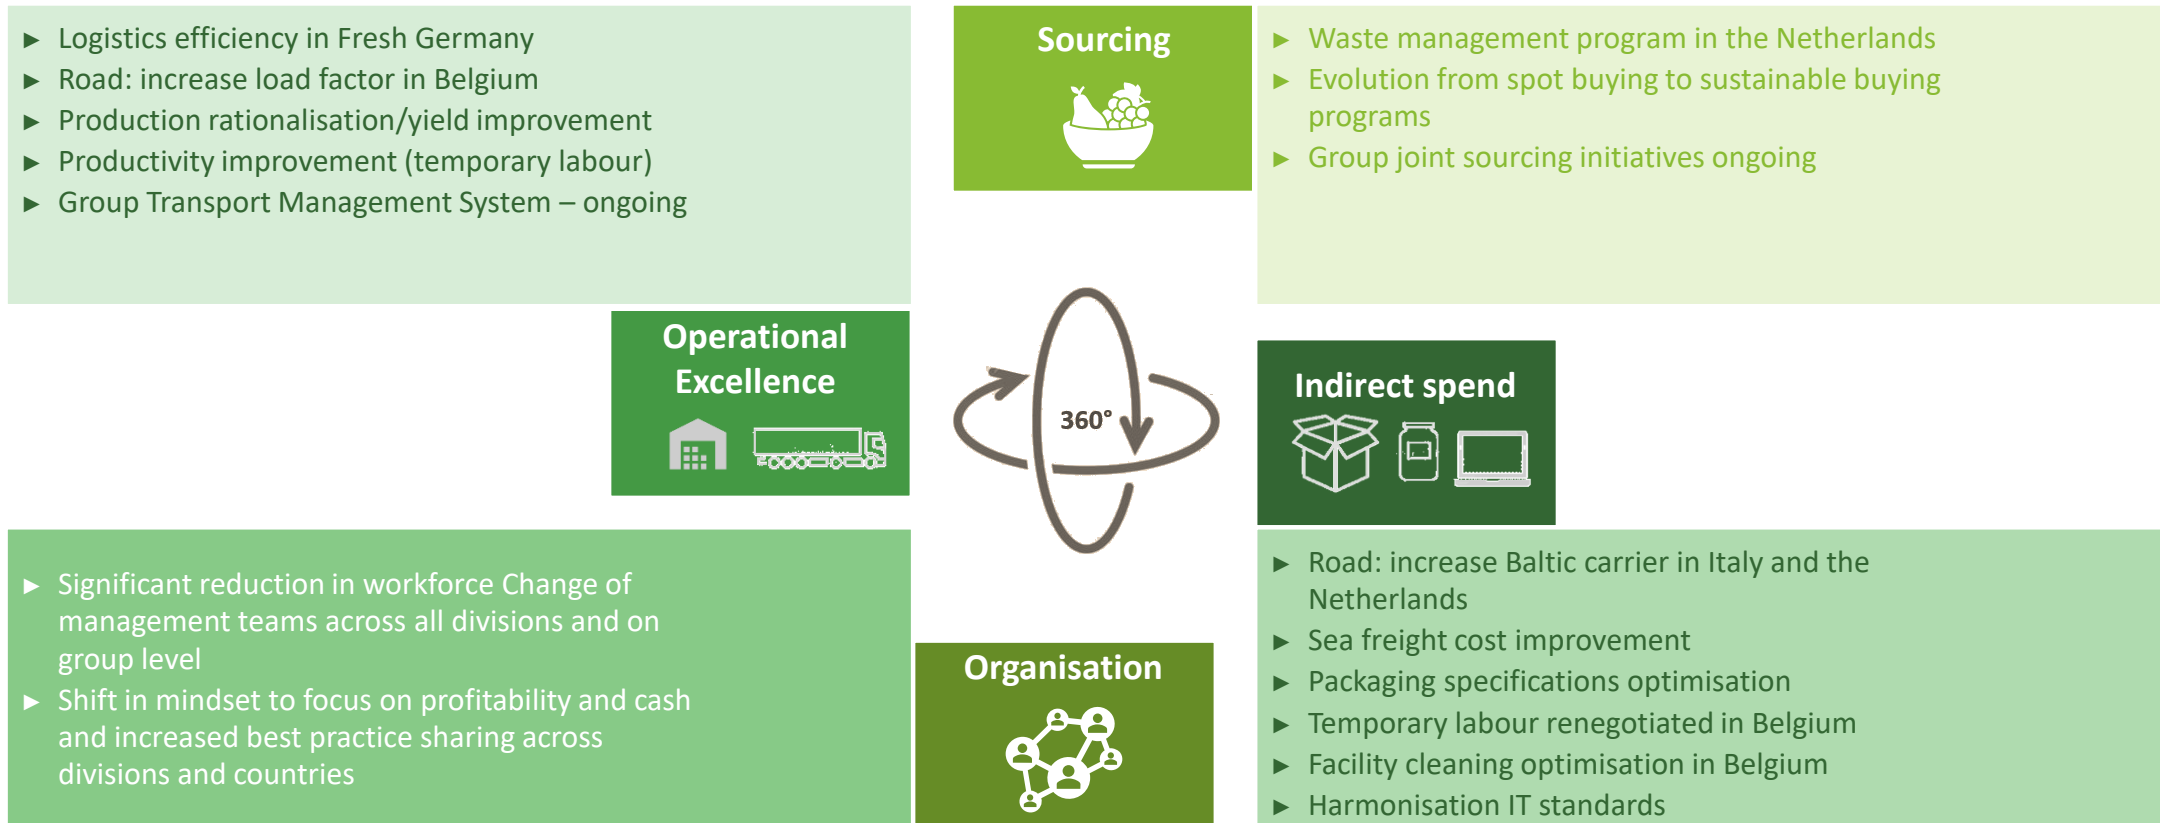 ► Logistics efficiency in Fresh Germany
► Road: increase load factor in Belgium
► Production rationalisation/yield improvement
► Productivity improvement (temporary labour)
► Group Transport Management System – ongoing
Operational
Excellence
Sourcing
► Waste management program in the Netherlands
► Evolution from spot buying to sustainable buying
programs
► Group joint sourcing initiatives ongoing
360°
Indirect spend
► Significant reduction in workforce Change of
management teams across all divisions and on
group level
► Shift in mindset to focus on profitability and cash
and increased best practice sharing across
divisions and countries
Organisation
► Road: increase Baltic carrier in Italy and the
Netherlands
► Sea freight cost improvement
► Packaging specifications optimisation
► Temporary labour renegotiated in Belgium
► Facility cleaning optimisation in Belgium
► Harmonisation IT standards